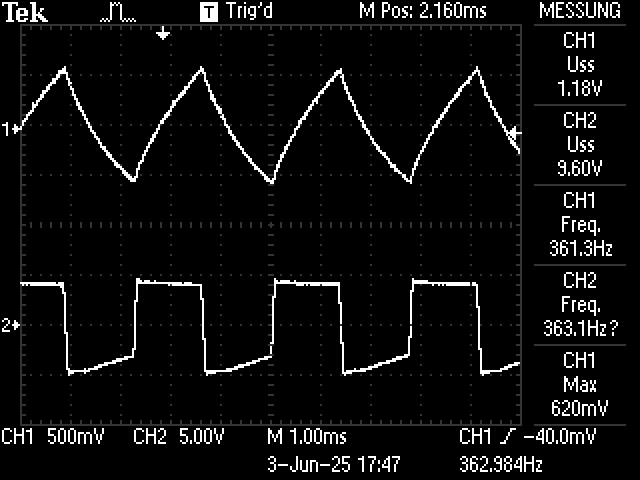 Tek T Trig'd M Pos: 2.160ms MESSUNG
CH1
Uss
1.18V
CH2
Uss
9.60V
CH1
Freq.
361.3Hz
CH2
Freq.
363.1Hz?
CH1
Max
620mV
1
2
CH1 500mV CH2 5.00V M 1.00ms CH1 -40.0mV
3-Jun-25 17:47 362.984Hz